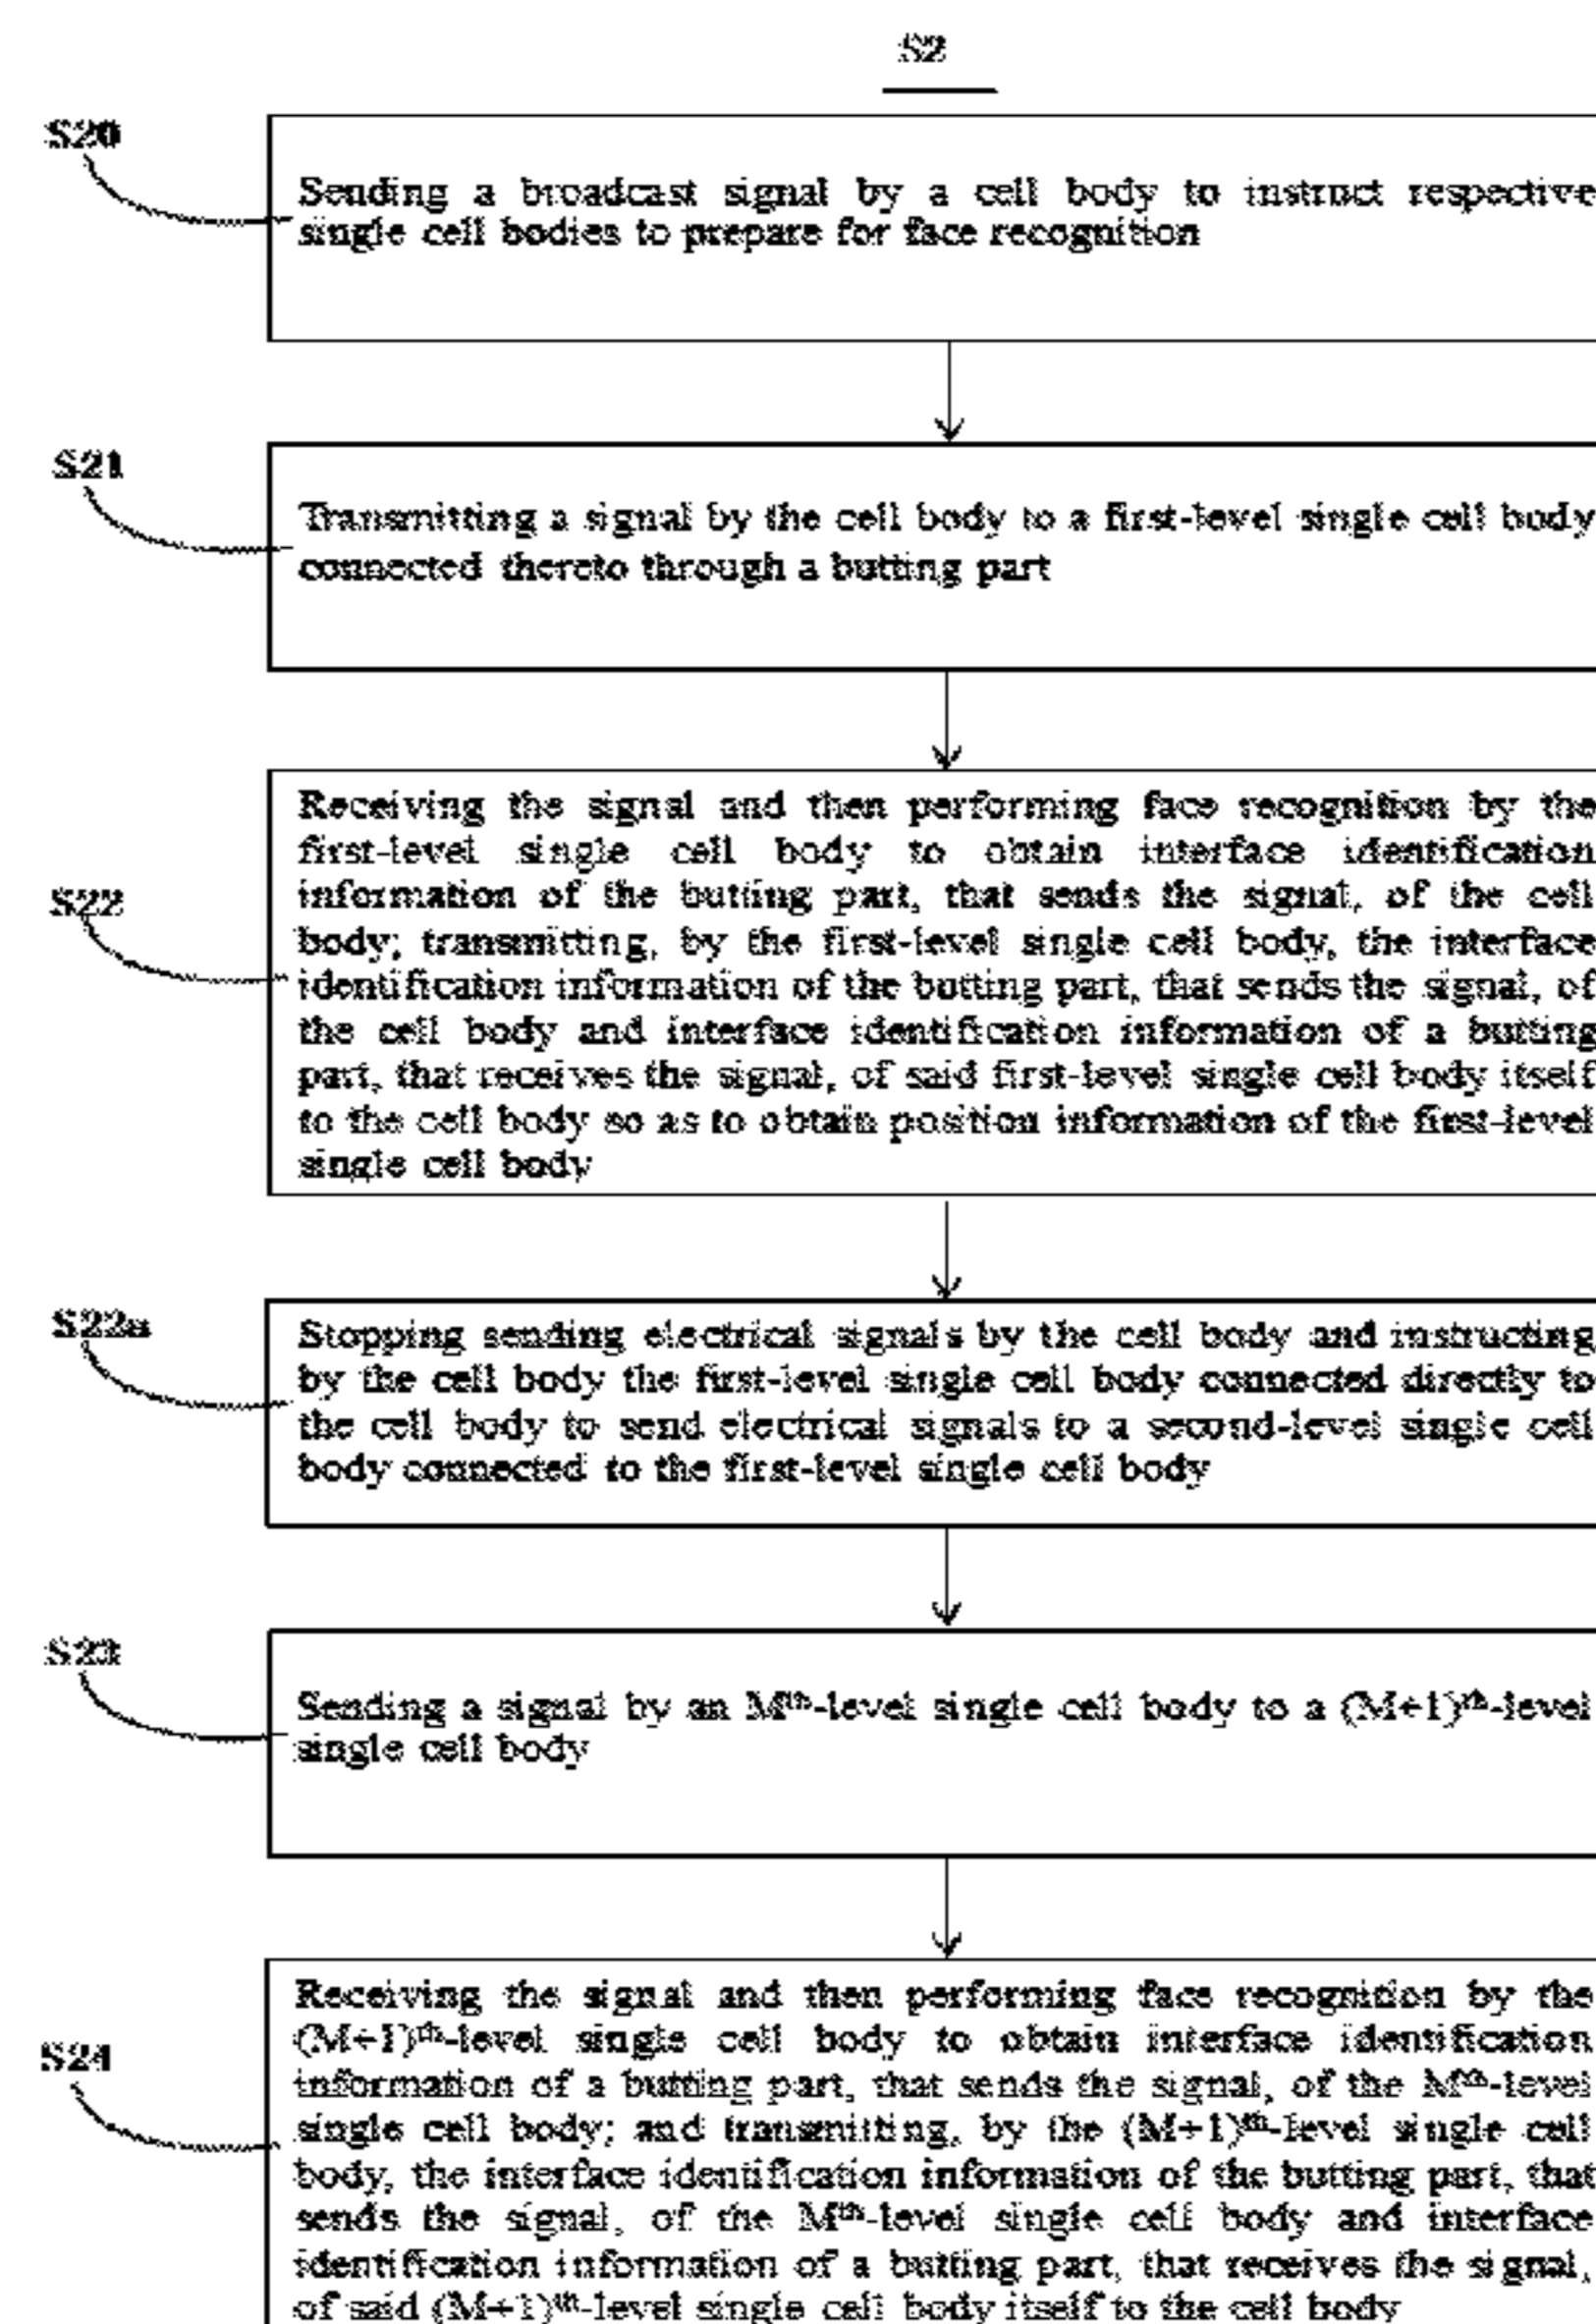 S2
S20
Sending a broadcast signal by a cell body to instruct respective
single cell bodies to prepare for face recognition
S21
Transmitting a signal by the cell body to a first-level single cell body
connected thereto through a butting part
S22
Receiving the signal and then performing face recognition by the
first-level single cell body to obtain interface identification
information of the butting part, that sends the signal, of the cell
body; transmitting, by the first-level single cell body, the interface
identification information of the butting part, that sends the signal, of
the cell body and interface identification information of a butting
part, that receives the signal, of said first-level single cell body itself
to the cell body so as to obtain position information of the first-level
single cell body
S22a
Stopping sending electrical signals by the cell body and instructing
by the cell body the first-level single cell body connected directly to
the cell body to send electrical signals to a second-level single cell
body connected to the first-level single cell body
S23
Sending a signal by an Mᵗʰ-level single cell body to a (M+1)ᵗʰ-level
single cell body
S24
Receiving the signal and then performing face recognition by the
(M+1)ᵗʰ-level single cell body to obtain interface identification
information of a butting part, that sends the signal, of the Mᵗʰ-level
single cell body; and transmitting, by the (M+1)ᵗʰ-level single cell
body, the interface identification information of the butting part, that
sends the signal, of the Mᵗʰ-level single cell body and interface
identification information of a butting part, that receives the signal,
of said (M+1)ᵗʰ-level single cell body itself to the cell body